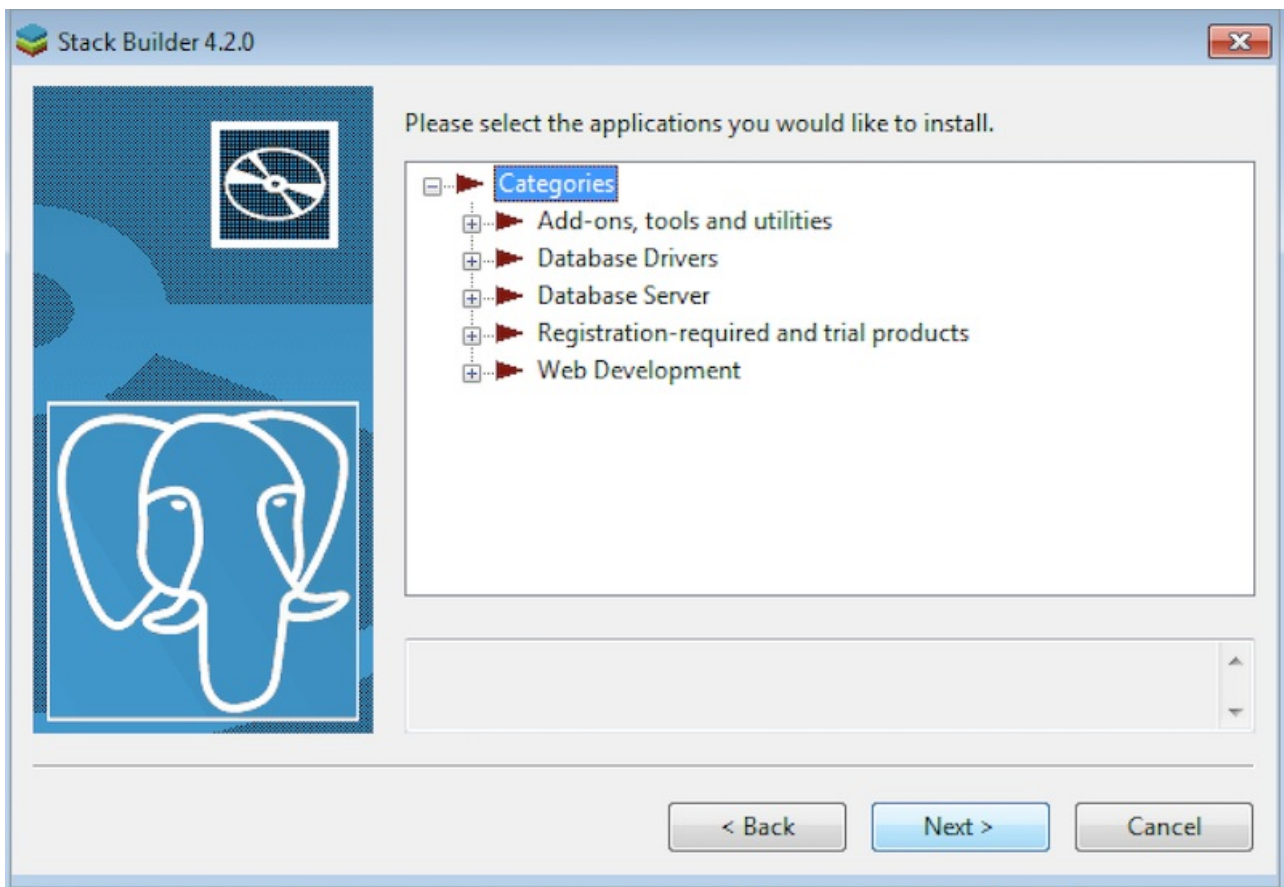 Stack Builder 4.2.0
Please select the applications you would like to install.
Categories
Add-ons, tools and utilities
Database Drivers
Database Server
Registration-required and trial products
Web Development
< Back
Next >
Cancel